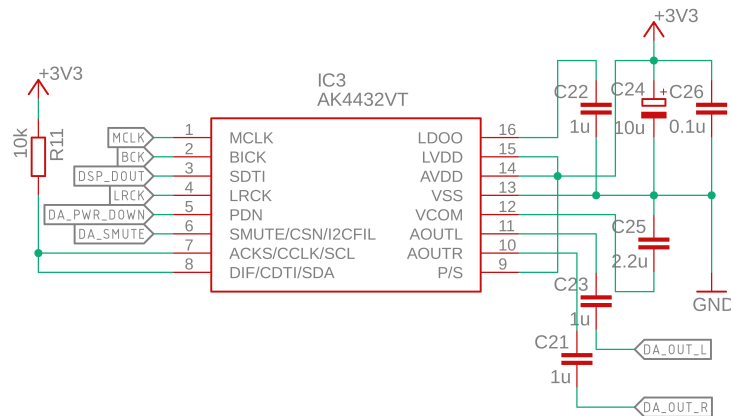 +3V3
+3V3
IC3
AK4432VT
10k
R11
C22
1u
C24
+
10u
C26
0.1u
MCLK 1 MCLK LDOO 16
BCK 2 BICK LVDD 15
DSP_DOUT 3 SDTI AVDD 14
LRCK 4 LRCK VSS 13
DA_PWR_DOWN 5 PDN VCOM 12
DA_SMUTE 6 SMUTE/CSN/I2CFIL AOUTL 11
7 ACKS/CCLK/SCL AOUTR 10
8 DIF/CDTI/SDA P/S 9
C25
2.2u
C23
1u
GND
C21
1u
DA_OUT_L
DA_OUT_R